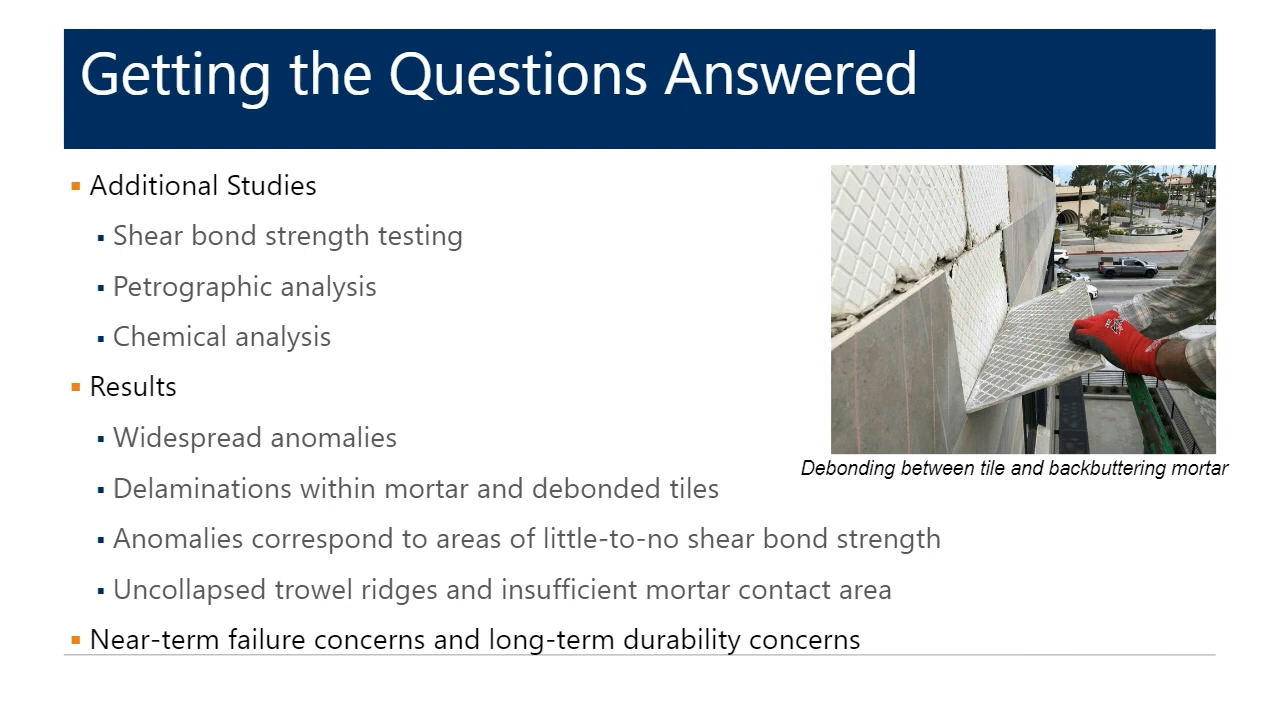 Getting the Questions Answered
Additional Studies
Shear bond strength testing
Petrographic analysis
Chemical analysis
Results
Widespread anomalies
Delaminations within mortar and debonded tiles
Anomalies correspond to areas of little-to-no shear bond strength
Uncollapsed trowel ridges and insufficient mortar contact area
Near-term failure concerns and long-term durability concerns
Debonding between tile and backbuttering mortar